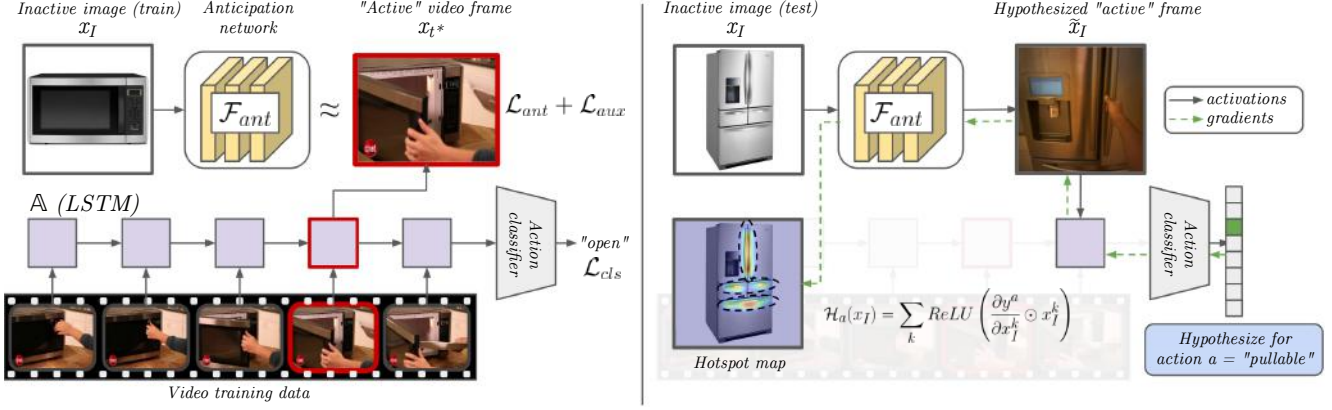 Inactive image (train)
x_I
Anticipation
network
"Active" video frame
x_{t*}
F_ant
≈
L_ant + L_aux
𝔸 (LSTM)
Action
classifier
"open"
L_cls
Video training data
Inactive image (test)
x_I
Hypothesized "active" frame
x̃_I
F_ant
activations
gradients
Action
classifier
H_a(x_I) = ∑_k ReLU (∂y^a / ∂x_I^k ⊙ x_I^k)
Hotspot map
Hypothesize for
action a = "pullable"